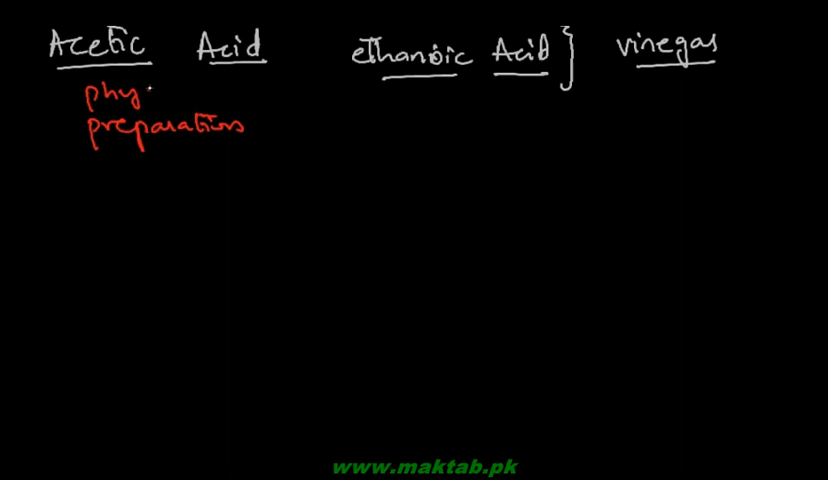 Acetic Acid ethanoic Acid } vinegar
phy
preparations
www.maktab.pk